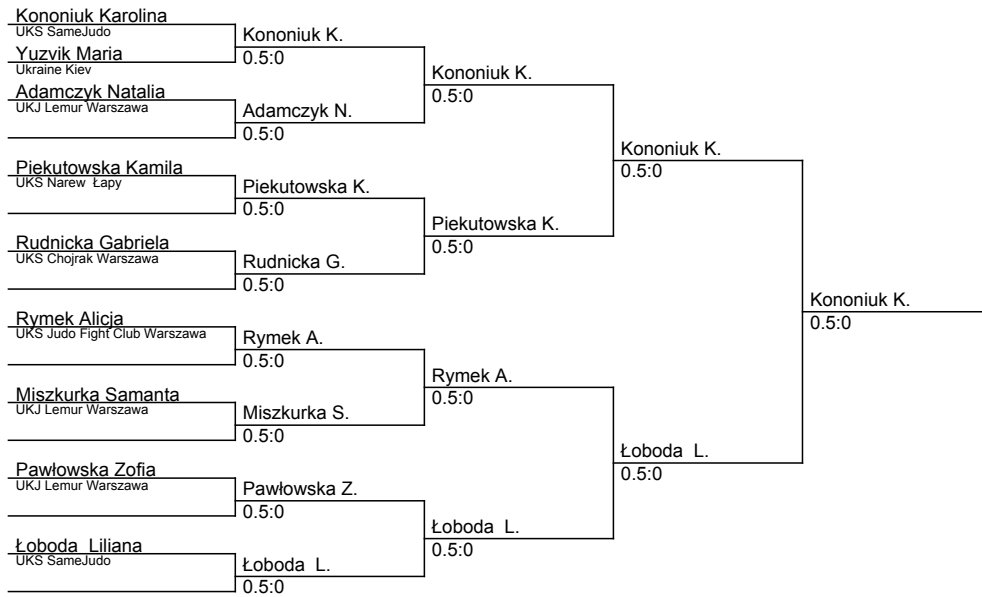 Kononiuk Karolina
UKS SameJudo
Yuzvik Maria
Ukraine Kiev
Adamczyk Natalia
UKJ Lemur Warszawa
Piekutowska Kamila
UKS Narew Łapy
Rudnicka Gabriela
UKS Chojrak Warszawa
Rymek Alicja
UKS Judo Fight Club Warszawa
Miszkurka Samanta
UKJ Lemur Warszawa
Pawłowska Zofia
UKJ Lemur Warszawa
Łoboda Liliana
UKS SameJudo
Kononiuk K.
0.5:0
Adamczyk N.
0.5:0
Piekutowska K.
0.5:0
Rudnicka G.
0.5:0
Rymek A.
0.5:0
Miszkurka S.
0.5:0
Pawłowska Z.
0.5:0
Łoboda L.
0.5:0
Kononiuk K.
0.5:0
Piekutowska K.
0.5:0
Rymek A.
0.5:0
Łoboda L.
0.5:0
Kononiuk K.
0.5:0
Łoboda L.
0.5:0
Kononiuk K.
0.5:0